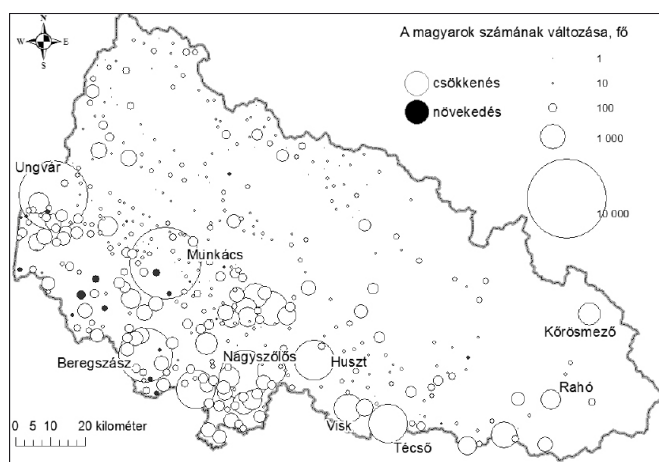 A magyarok számának változása, fő
N
W E
S
1
csökkenés
10
növekedés
100
1 000
10 000
Ungvár
Munkács
Kőrösmező
Beregszász
Nagyszőlős
Huszt
Rahó
Visk
Técső
0 5 10 20 kilométer